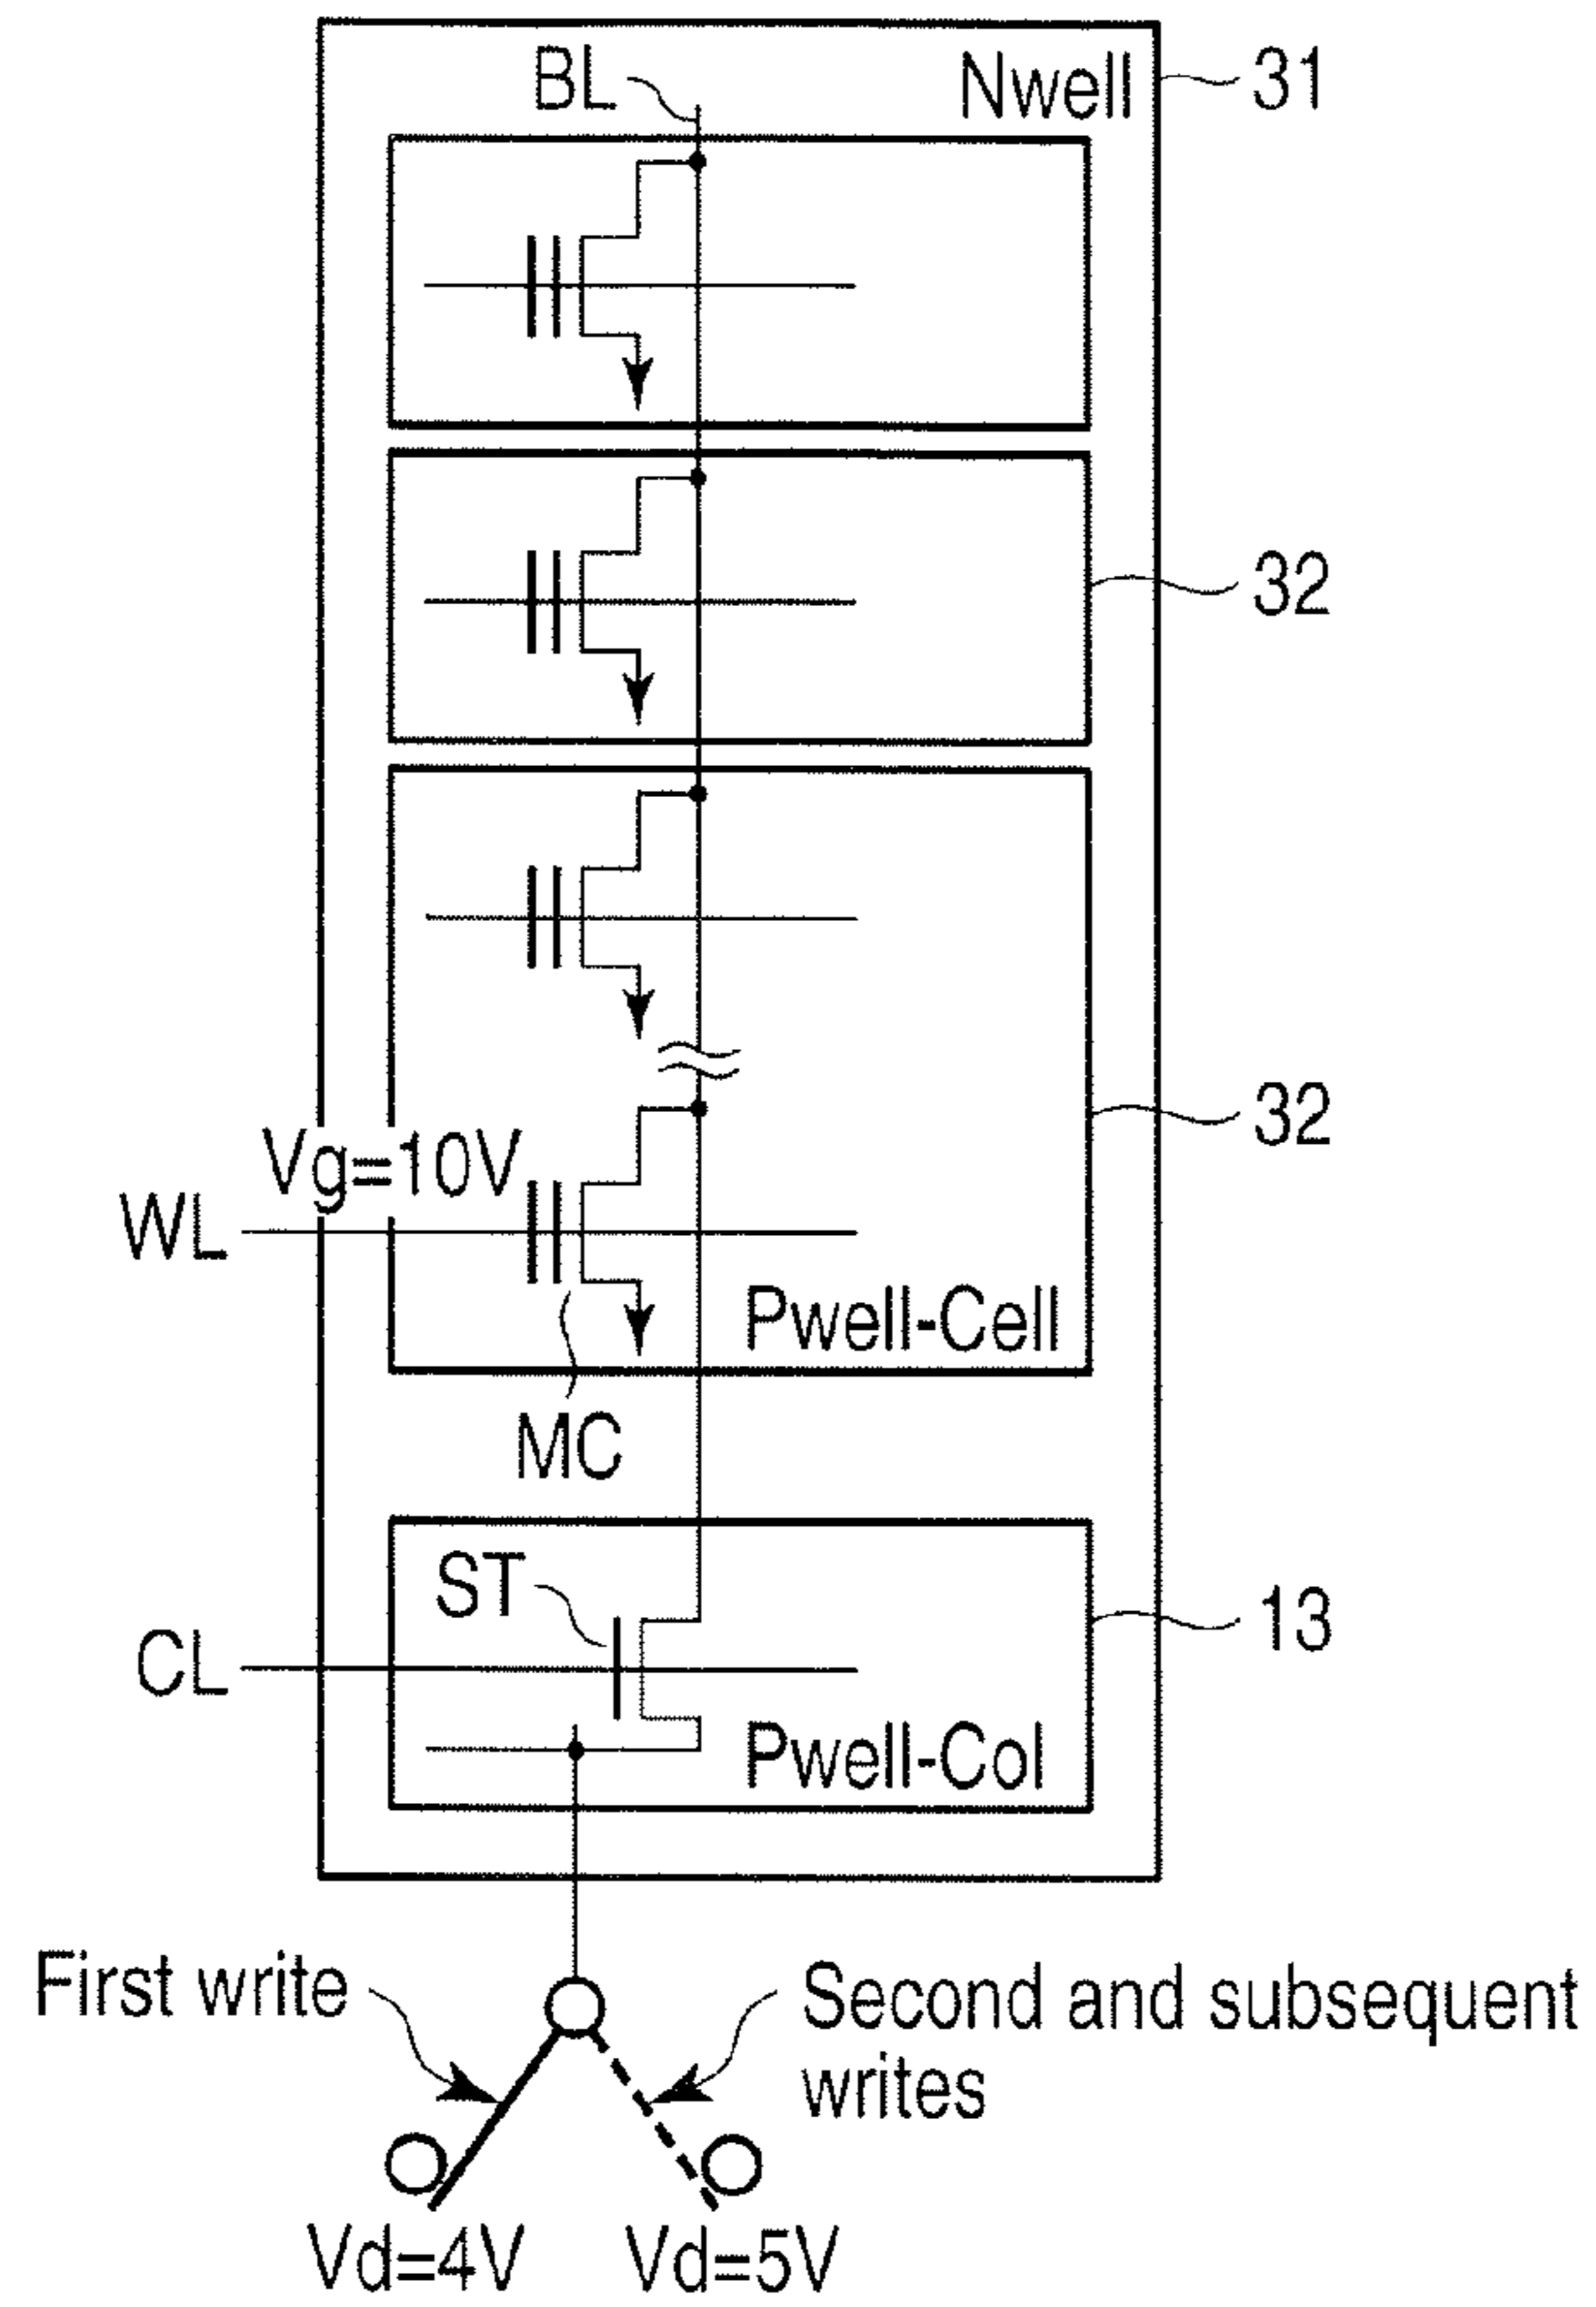 BL
Nwell
31
32
32
Vg=10V
WL
Pwell-Cell
MC
ST
13
CL
Pwell-Col
First write
Second and subsequent
writes
Vd=4V
Vd=5V